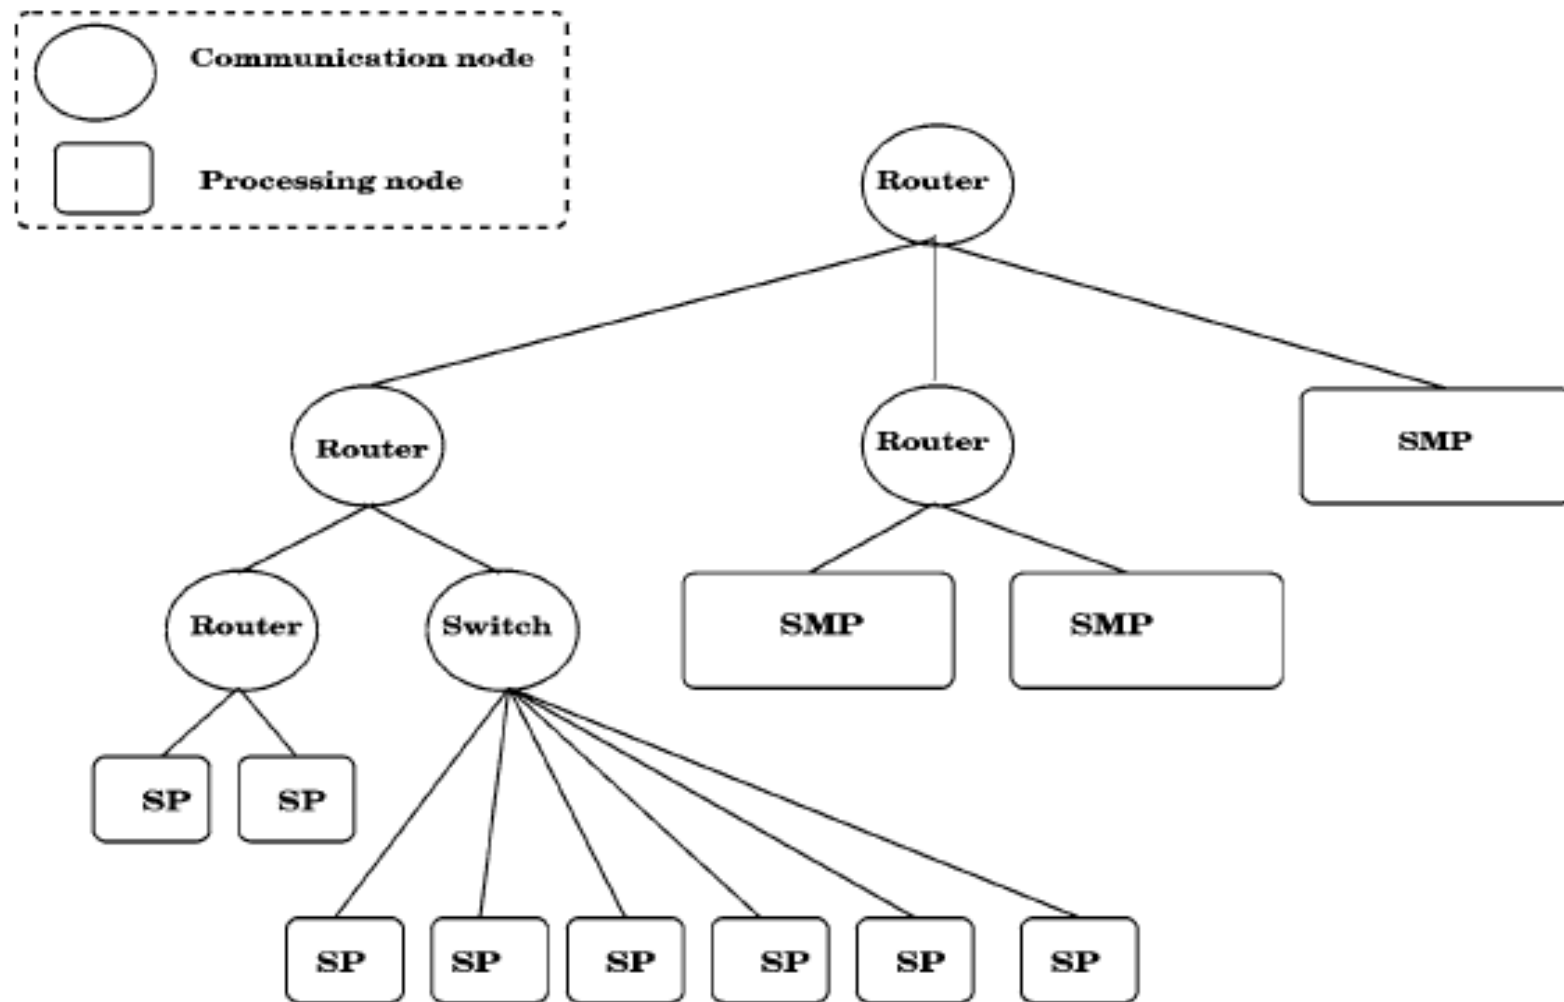 Communication node
Processing node
Router
Router
Router
SMP
Router
Switch
SMP
SMP
SP
SP
SP
SP
SP
SP
SP
SP